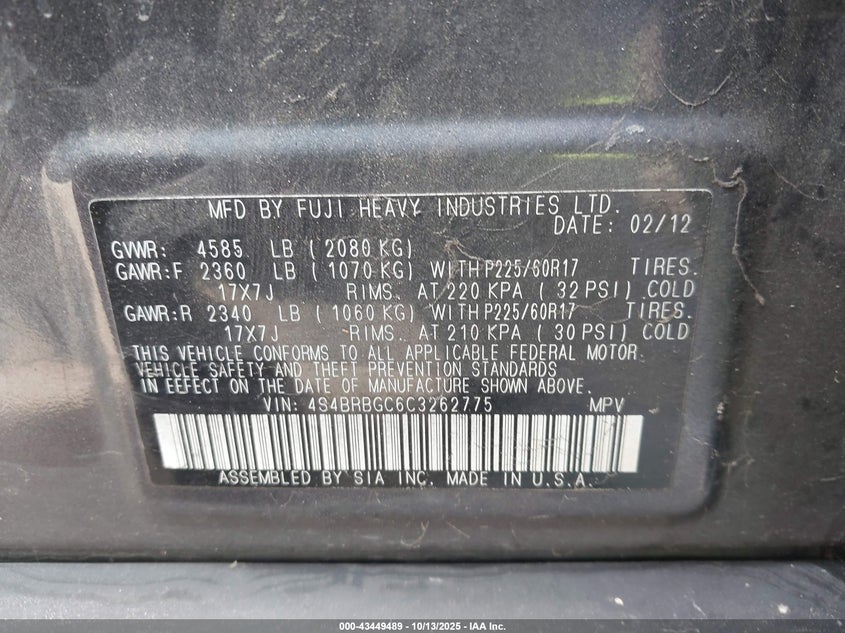 MFD BY FUJI HEAVY INDUSTRIES LTD.
DATE: 02/12
GVWR: 4585 LB ( 2080 KG)
GAWR:F 2360 LB ( 1070 KG) WITH P225/60R17 TIRES.
17X7J RIMS. AT 220 KPA ( 32 PSI) COLD
GAWR:R 2340 LB ( 1060 KG) WITH P225/60R17 TIRES.
17X7J RIMS. AT 210 KPA ( 30 PSI) COLD
THIS VEHICLE CONFORMS TO ALL APPLICABLE FEDERAL MOTOR
VEHICLE SAFETY AND THEFT PREVENTION STANDARDS
IN EFFECT ON THE DATE OF MANUFACTURE SHOWN ABOVE.
VIN: 4S4BRBGC6C3262775 MPV
ASSEMBLED BY SIA INC. MADE IN U.S.A.
000-43449489 - 10/13/2025 - IAA Inc.